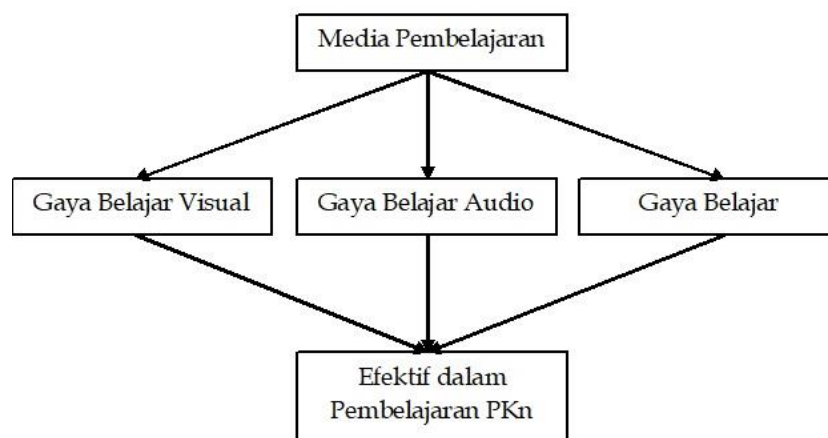 Media Pembelajaran
Gaya Belajar Visual
Gaya Belajar Audio
Gaya Belajar
Efektif dalam
Pembelajaran PKn